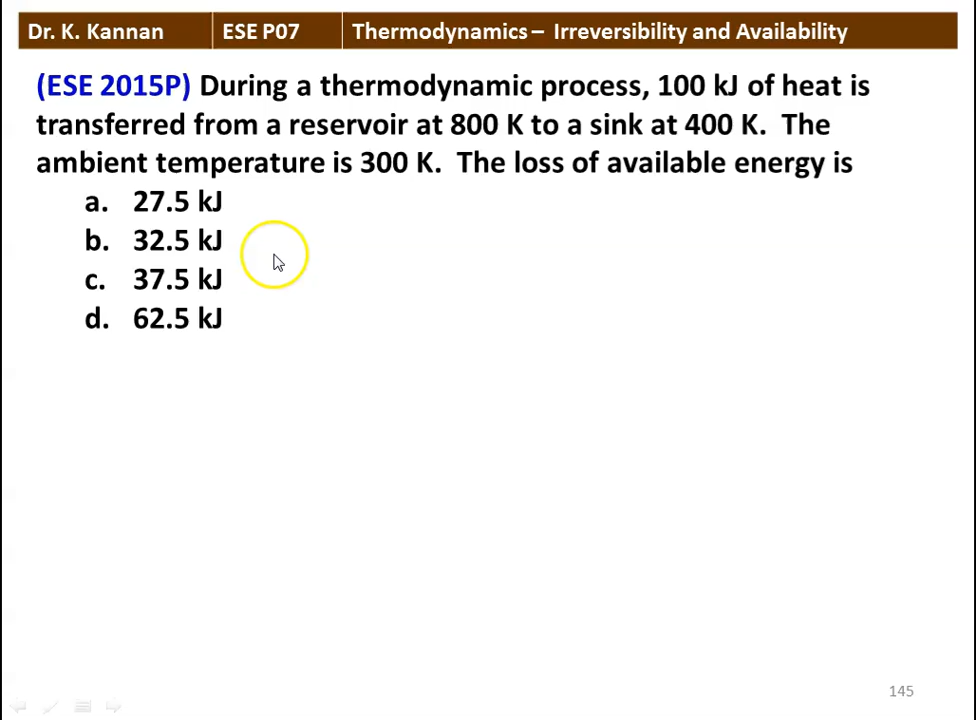 Dr. K. Kannan ESE P07 Thermodynamics – Irreversibility and Availability
(ESE 2015P) During a thermodynamic process, 100 kJ of heat is
transferred from a reservoir at 800 K to a sink at 400 K. The
ambient temperature is 300 K. The loss of available energy is
a. 27.5 kJ
b. 32.5 kJ
c. 37.5 kJ
d. 62.5 kJ
145